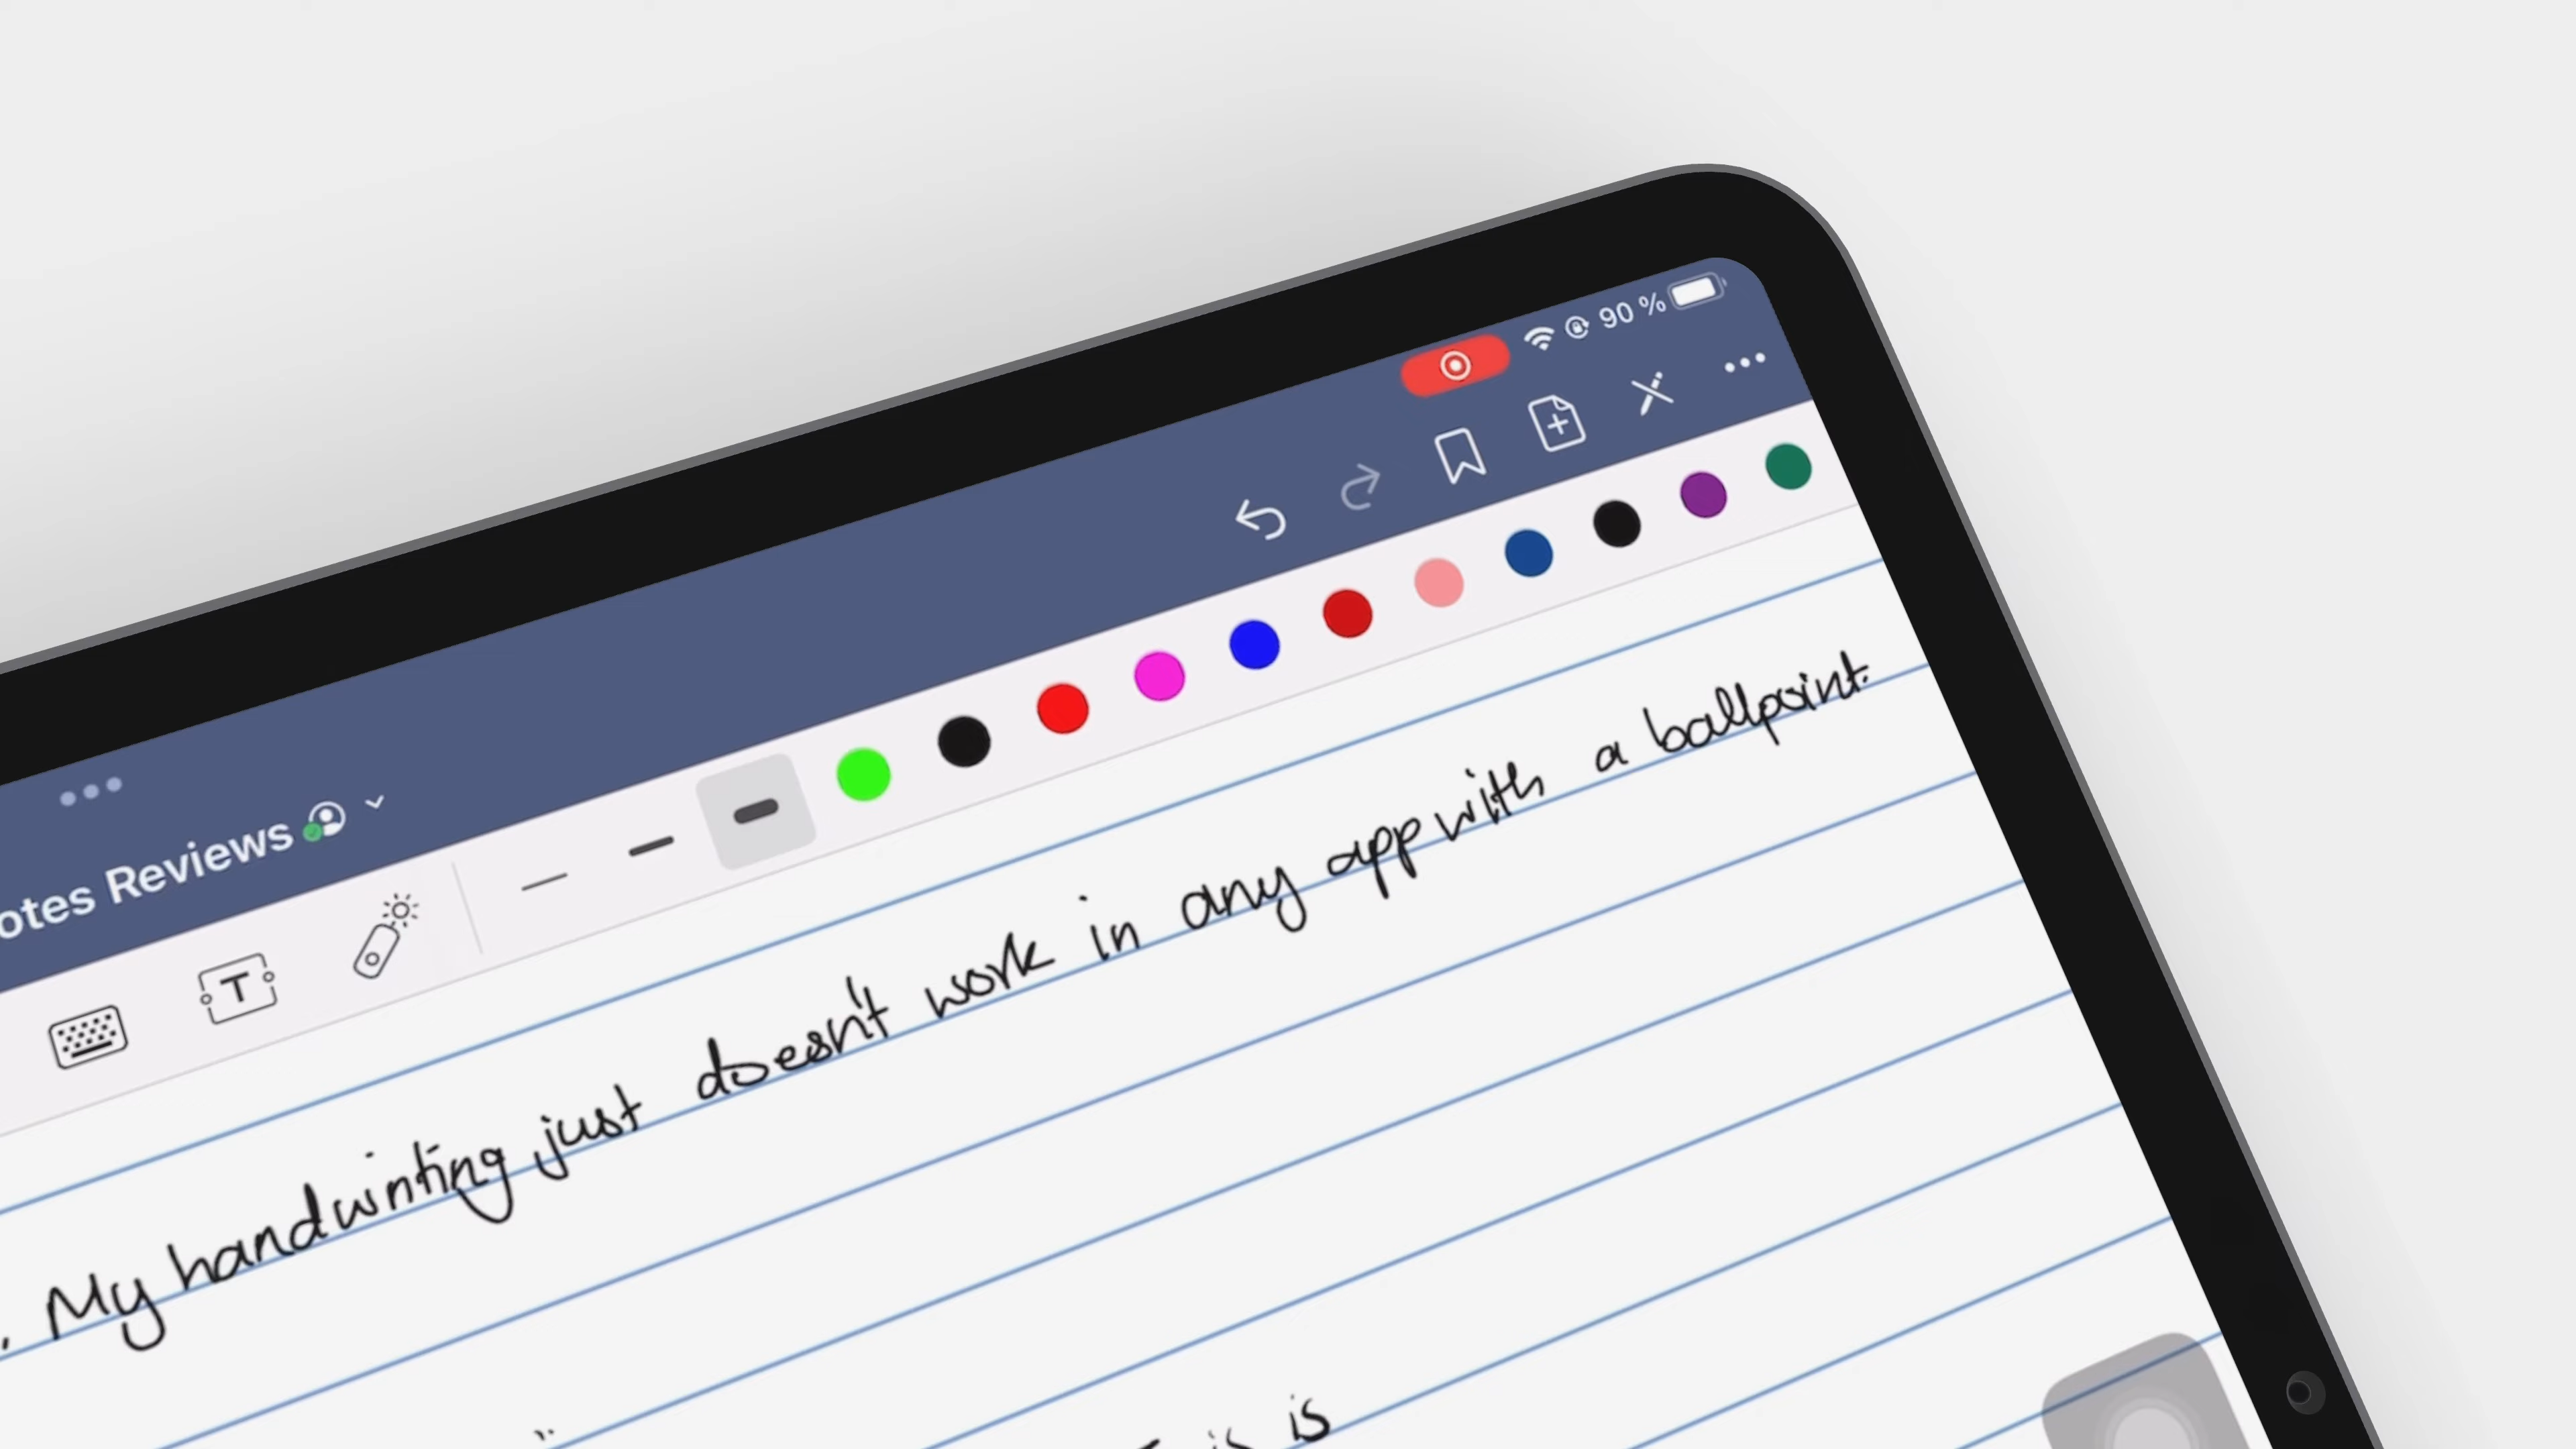 90 %
otes Reviews
T
. My handwriting just doesn't work in any app with a ballpoint.
is